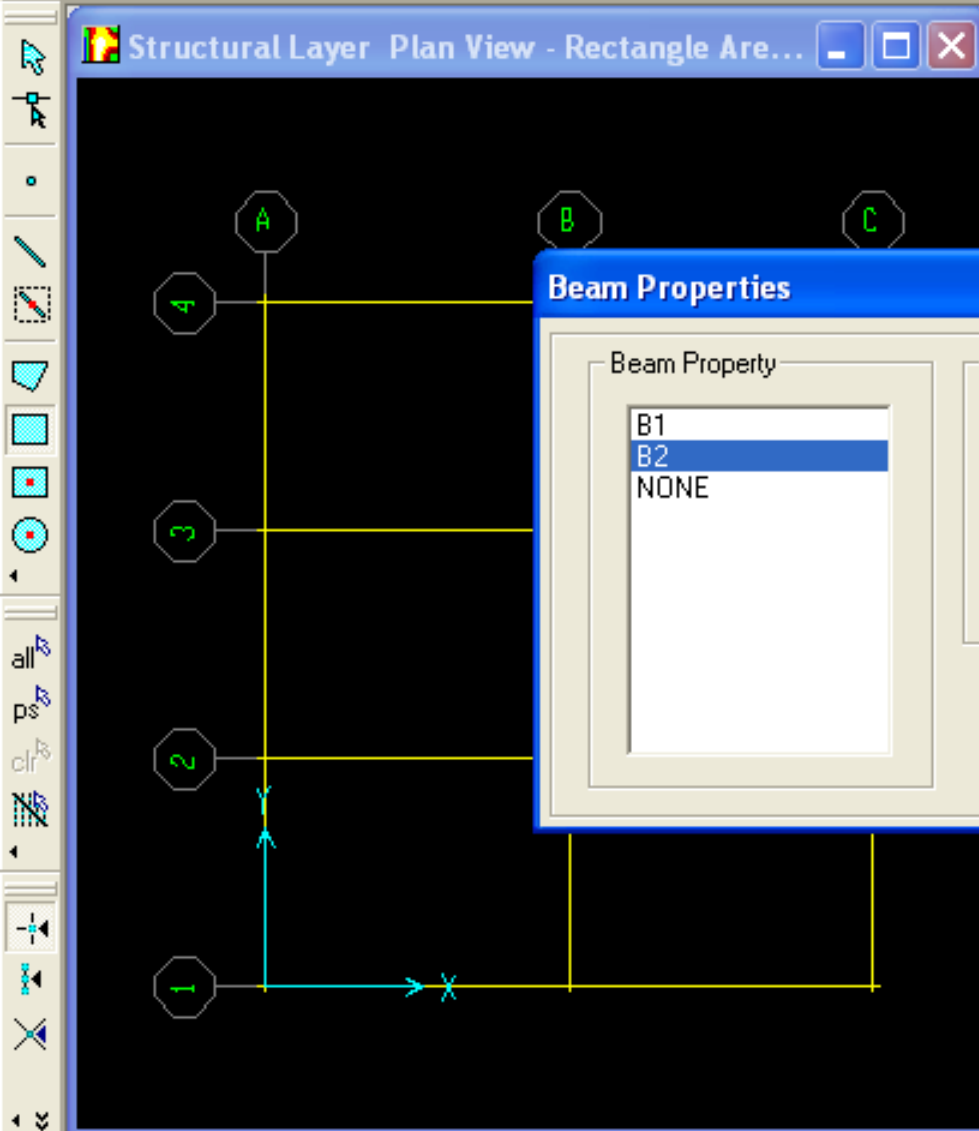 Structural Layer Plan View - Rectangle Are...
A
B
C
4
Beam Properties
Beam Property
B1
B2
NONE
3
all
ps
clr
2
Y
1
X